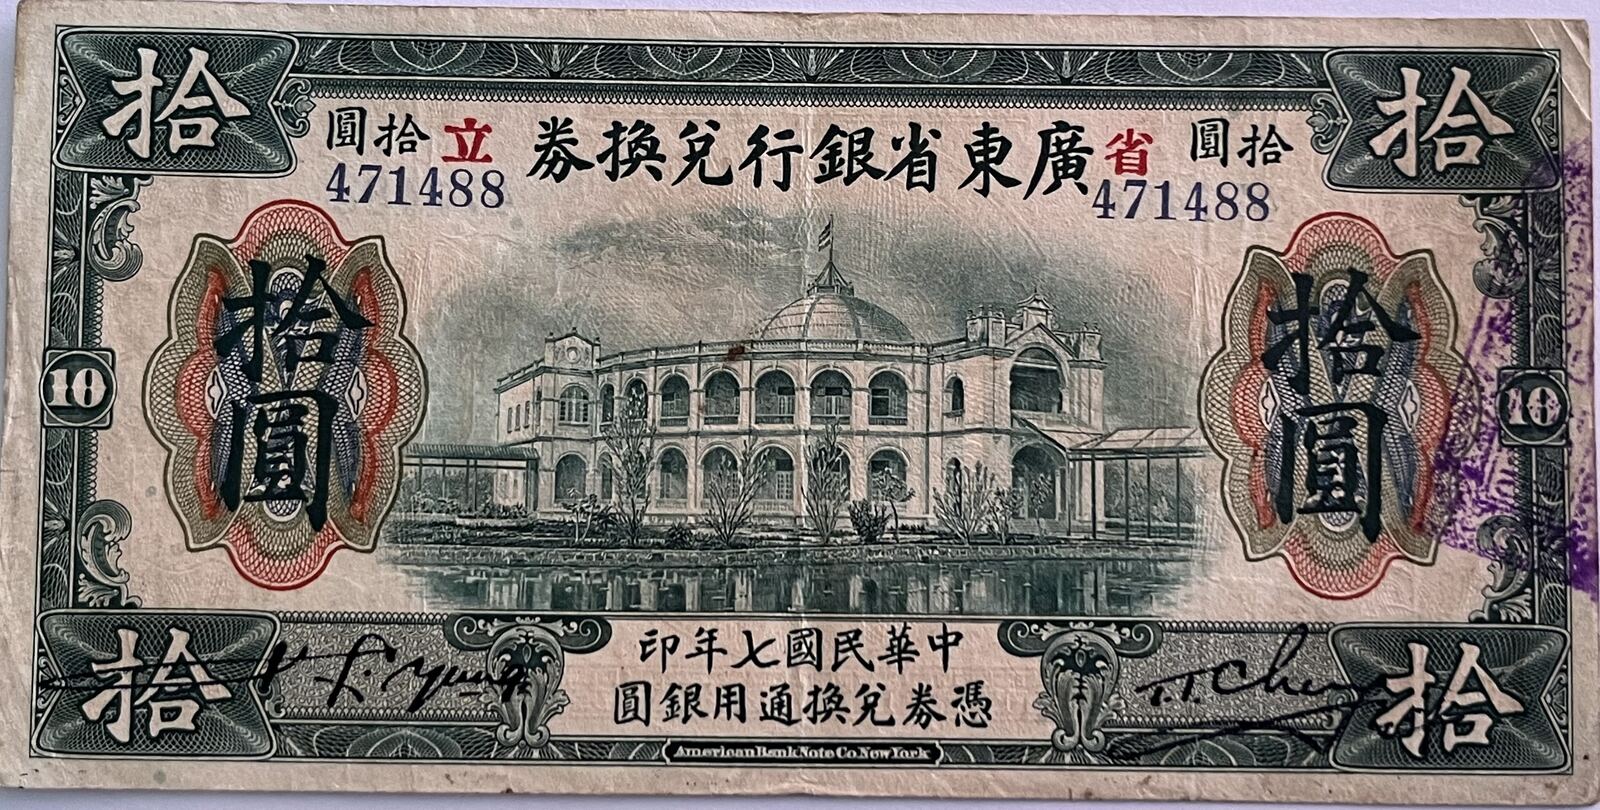 拾
拾
廣東省銀行兌換券
拾圓
省
471488
拾圓
立
471488
拾圓
拾圓
10
10
中華民國七年印
憑券兌換通用銀圓
拾
拾
American Bank Note Co. New York